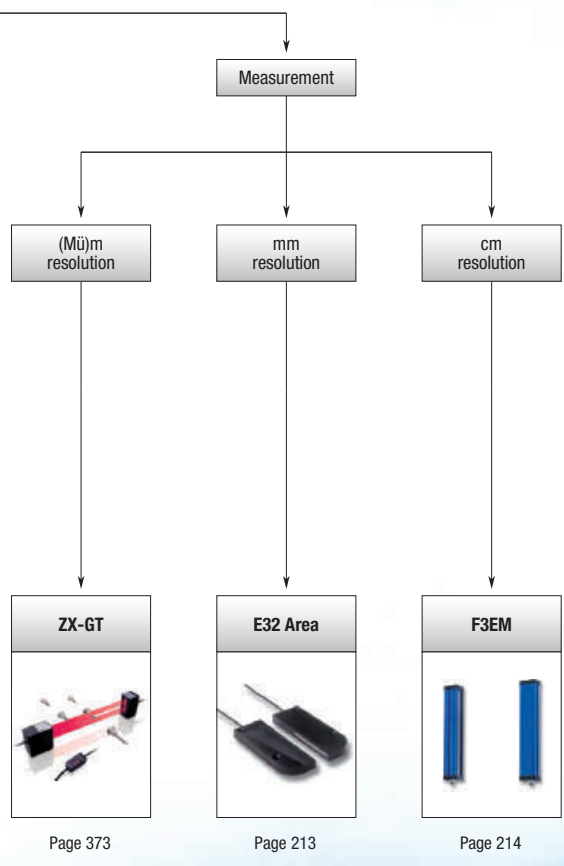 Measurement
(Mü)m
resolution
mm
resolution
cm
resolution
ZX-GT
E32 Area
F3EM
Page 373
Page 213
Page 214